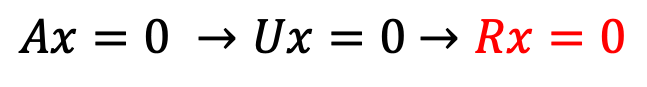 Ax = 0 → Ux = 0 → Rx = 0